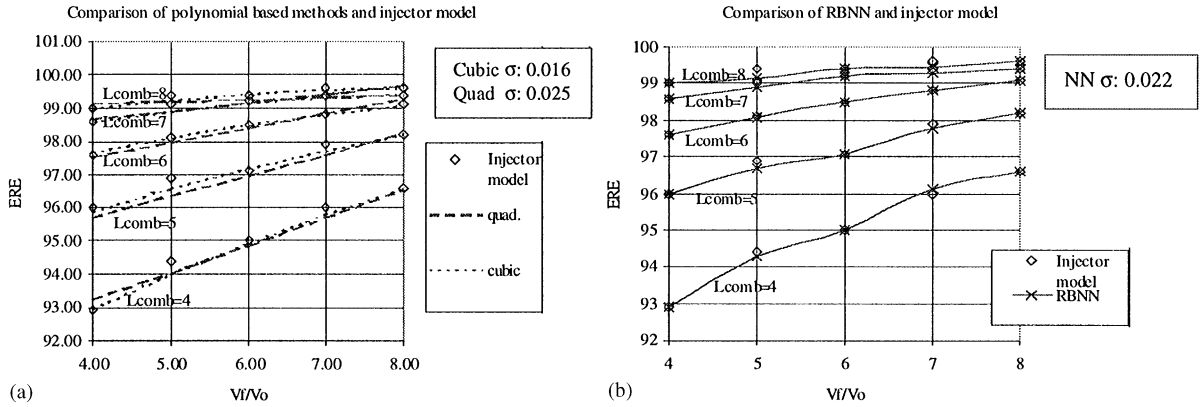 Comparison of polynomial based methods and injector model
101.00
100.00
99.00
98.00
97.00
96.00
95.00
94.00
93.00
92.00
ERE
Lcomb=8
Lcomb=7
Lcomb=6
Lcomb=5
Lcomb=4
4.00 5.00 6.00 7.00 8.00
Vf/Vo
(a)
Cubic σ: 0.016
Quad σ: 0.025
Injector
model
quad.
cubic
Comparison of RBNN and injector model
100
99
98
97
96
95
94
93
92
ERE
Lcomb=8
Lcomb=7
Lcomb=6
Lcomb=5
Lcomb=4
4 5 6 7 8
Vf/Vo
(b)
NN σ: 0.022
Injector
model
RBNN